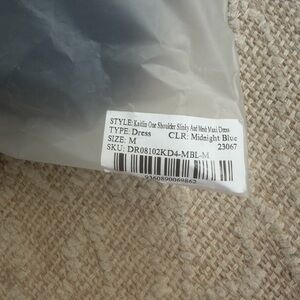 STYLE: Kaitlin One Shoulder Slinky And Mesh Maxi Dress
TYPE: Dress CLR: Midnight Blue
SIZE: M 23067
SKU: DR08102KD4-MBL-M
9360890069862